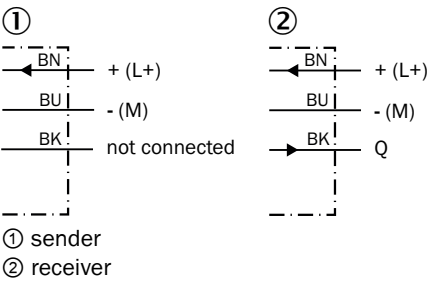 ① ②
BN + (L+) BN + (L+)
BU - (M) BU - (M)
BK not connected BK Q
① sender
② receiver